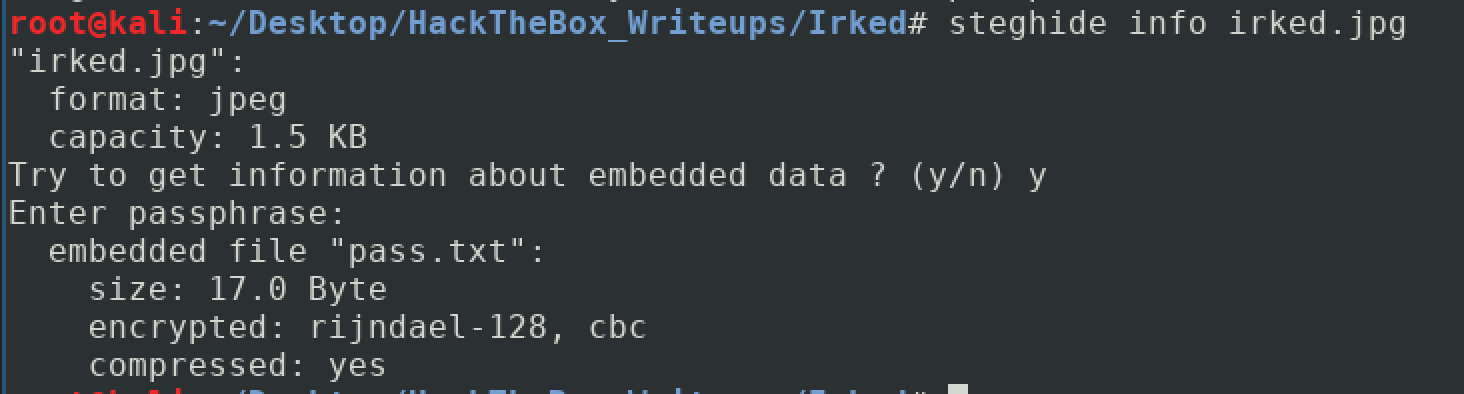 root@kali:~/Desktop/HackTheBox_Writeups/Irked# steghide info irked.jpg
"irked.jpg":
  format: jpeg
  capacity: 1.5 KB
Try to get information about embedded data ? (y/n) y
Enter passphrase:
  embedded file "pass.txt":
    size: 17.0 Byte
    encrypted: rijndael-128, cbc
    compressed: yes